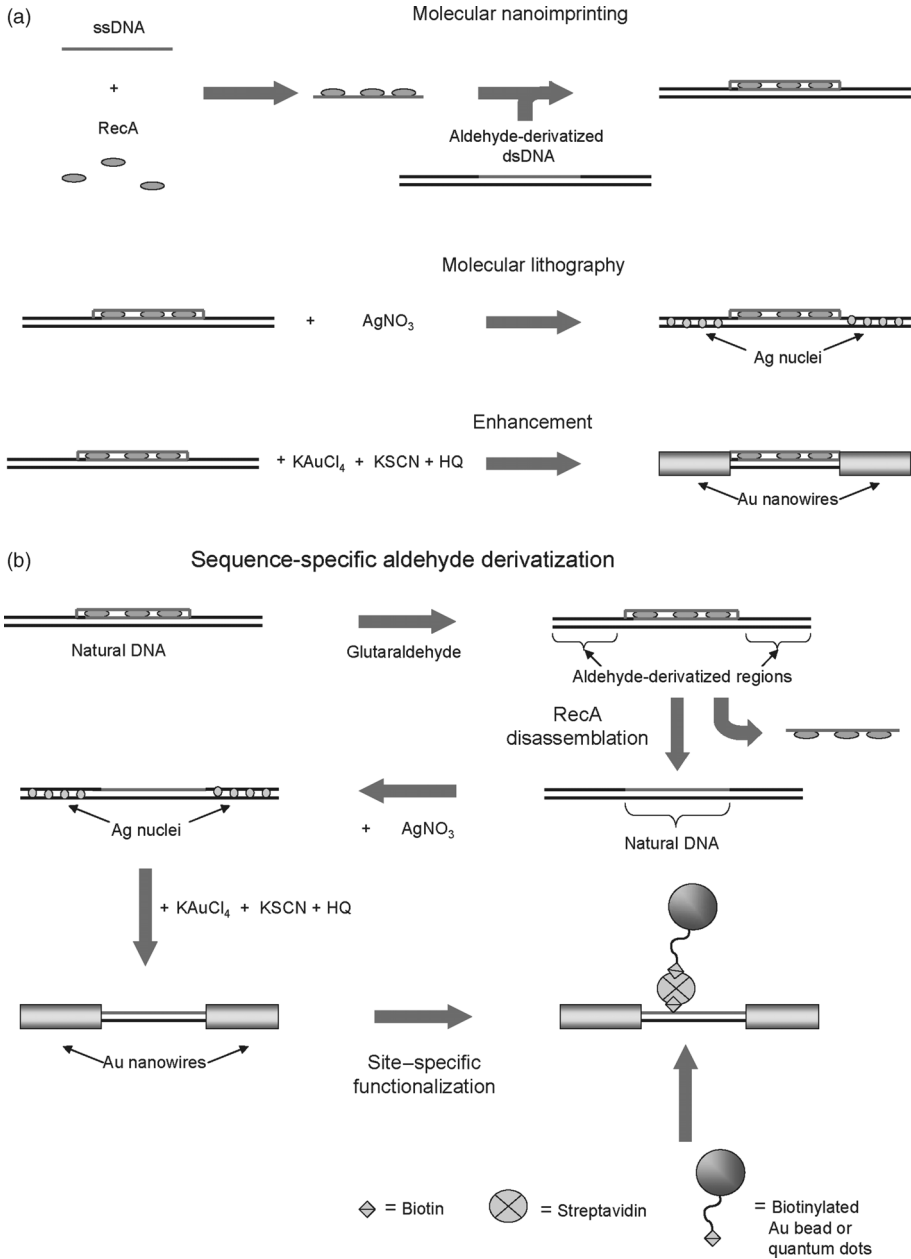 (a)
Molecular nanoimprinting
ssDNA
+
RecA
Aldehyde-derivatized
dsDNA
Molecular lithography
+ AgNO₃
Ag nuclei
Enhancement
+ KAuCl₄ + KSCN + HQ
Au nanowires
(b)
Sequence-specific aldehyde derivatization
Natural DNA
Glutaraldehyde
Aldehyde-derivatized regions
RecA
disassemblation
Ag nuclei
+ AgNO₃
Natural DNA
+ KAuCl₄ + KSCN + HQ
Au nanowires
Site–specific
functionalization
= Biotin
= Streptavidin
= Biotinylated
Au bead or
quantum dots